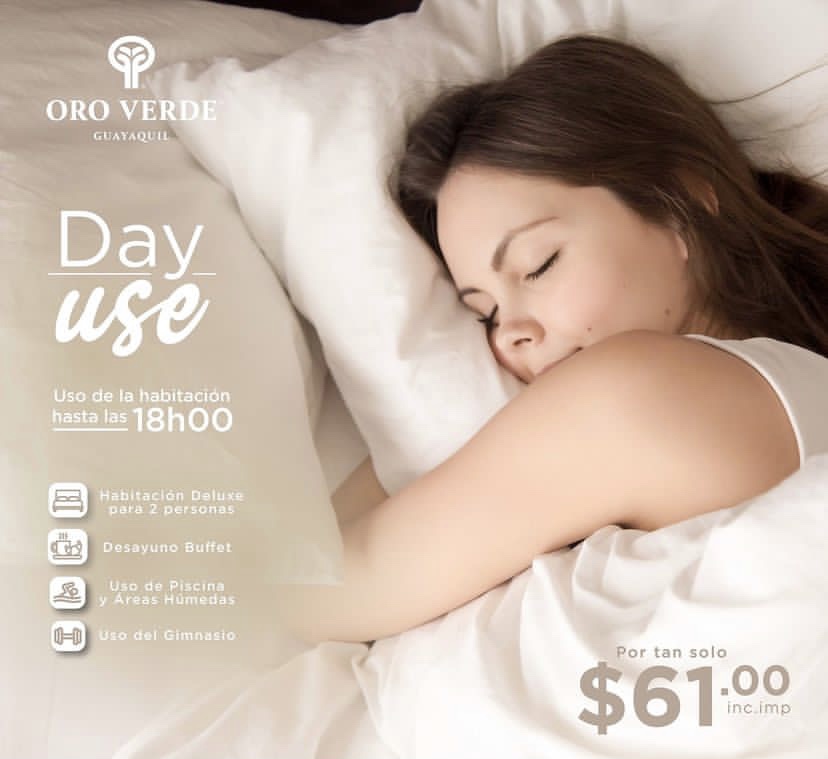 ORO VERDE
GUAYAQUIL
Day
use
Uso de la habitación
hasta las 18h00
Habitación Deluxe
para 2 personas
Desayuno Buffet
Uso de Piscina
y Áreas Húmedas
Uso del Gimnasio
Por tan solo
$61.00
inc.imp